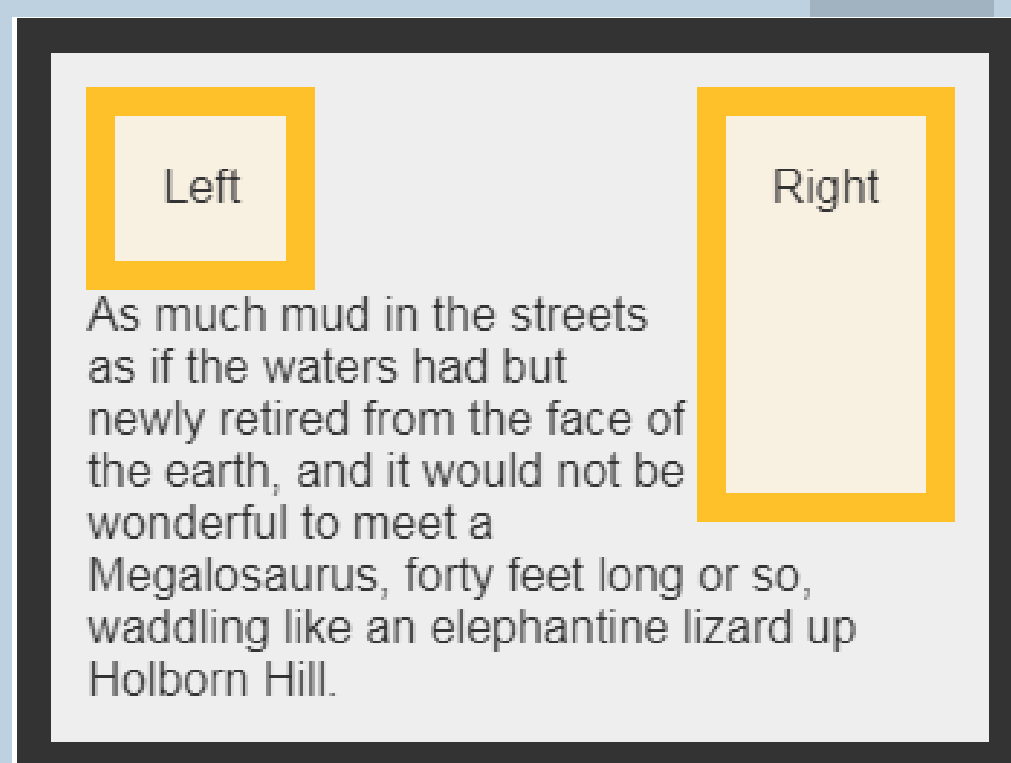 Left
Right
As much mud in the streets
as if the waters had but
newly retired from the face of
the earth, and it would not be
wonderful to meet a
Megalosaurus, forty feet long or so,
waddling like an elephantine lizard up
Holborn Hill.